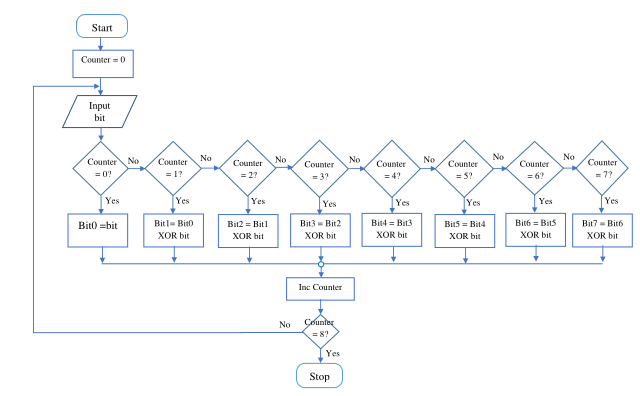 Start
Counter = 0
Input
bit
Counter
= 0?
No
Counter
= 1?
No
Counter
= 2?
No
Counter
= 3?
No
Counter
= 4?
No
Counter
= 5?
No
Counter
= 6?
No
Counter
= 7?
Yes
Yes
Yes
Yes
Yes
Yes
Yes
Yes
Bit0 =bit
Bit1= Bit0
XOR bit
Bit2 = Bit1
XOR bit
Bit3 = Bit2
XOR bit
Bit4 = Bit3
XOR bit
Bit5 = Bit4
XOR bit
Bit6 = Bit5
XOR bit
Bit7 = Bit6
XOR bit
Inc Counter
No
Counter
= 8?
Yes
Stop